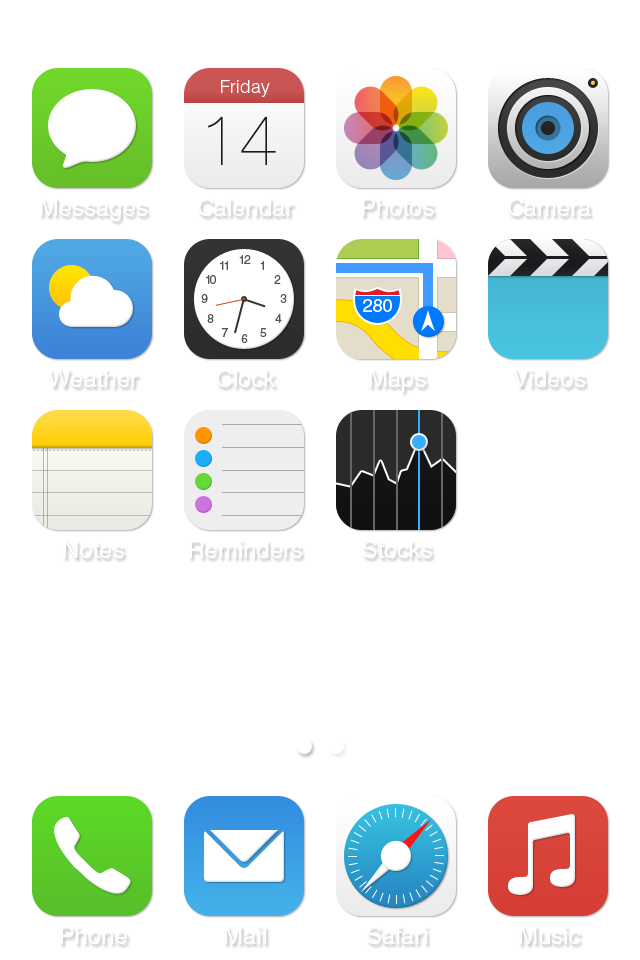 Friday
14
Messages
Calendar
Photos
Camera
12
11
1
10
2
9
3
8
4
7
5
6
280
Weather
Clock
Maps
Videos
Notes
Reminders
Stocks
Phone
Mail
Safari
Music